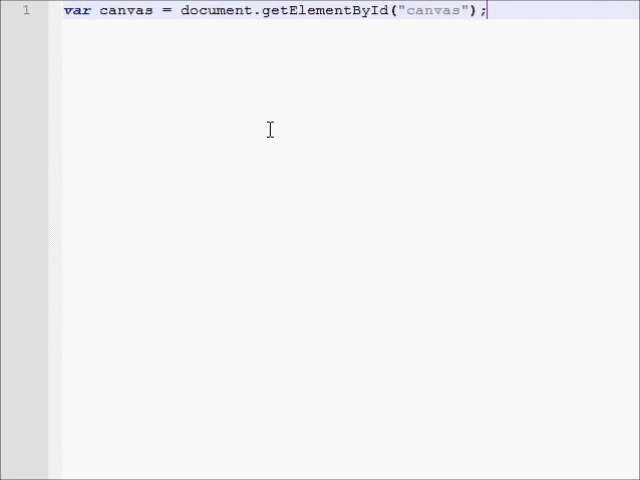 1 var canvas = document.getElementById("canvas");